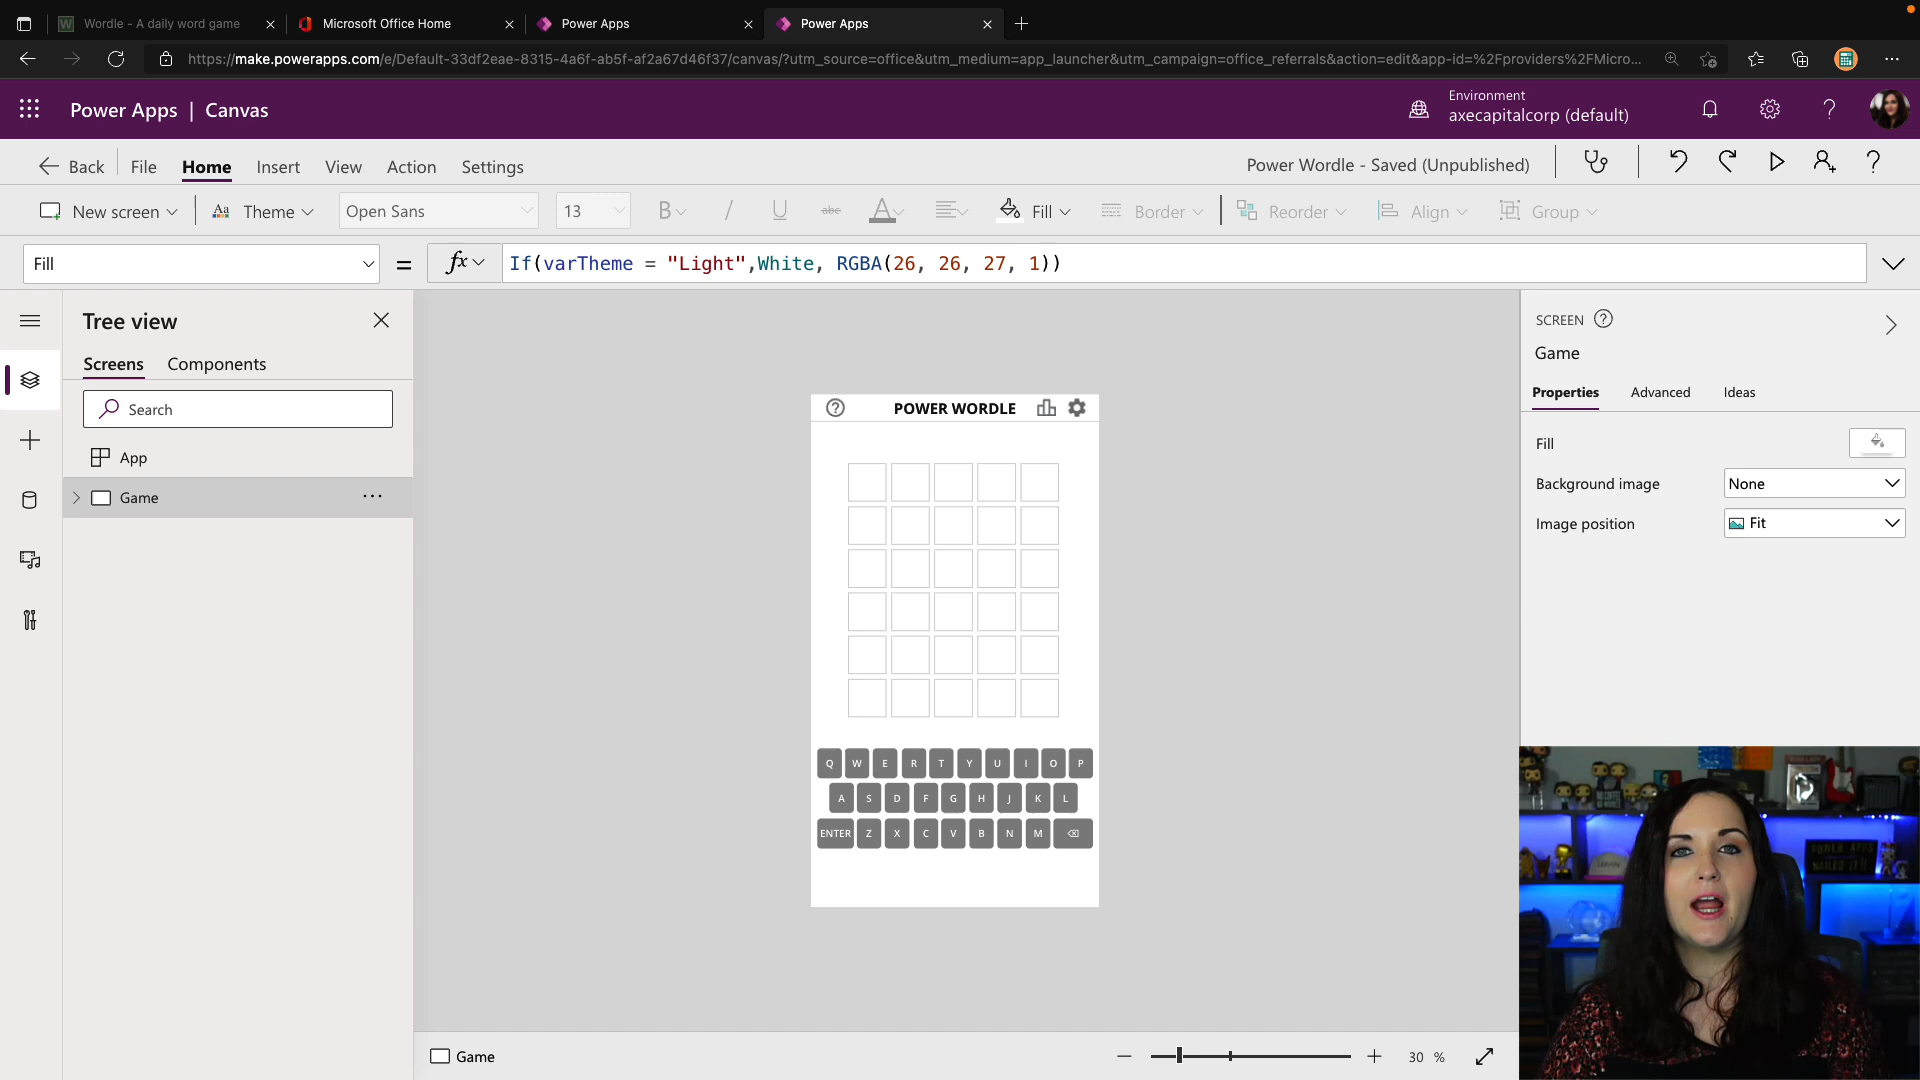 Wordle - A daily word game
Microsoft Office Home
Power Apps
Power Apps
https://make.powerapps.com/e/Default-33df2eae-8315-4a6f-ab5f-af2a67d46f37/canvas/?utm_source=office&utm_medium=app_launcher&utm_campaign=office_referrals&action=edit&app-id=%2Fproviders%2FMicro...
Power Apps | Canvas
Environment
axecapitalcorp (default)
Back File Home Insert View Action Settings
Power Wordle - Saved (Unpublished)
New screen Theme Open Sans 13 B / U abc A Fill Border Reorder Align Group
Fill = fx If(varTheme = "Light",White, RGBA(26, 26, 27, 1))
Tree view
Screens Components
Search
App
Game
POWER WORDLE
Q W E R T Y U I O P
A S D F G H J K L
ENTER Z X C V B N M
SCREEN
Game
Properties Advanced Ideas
Fill
Background image None
Image position Fit
Game
30 %